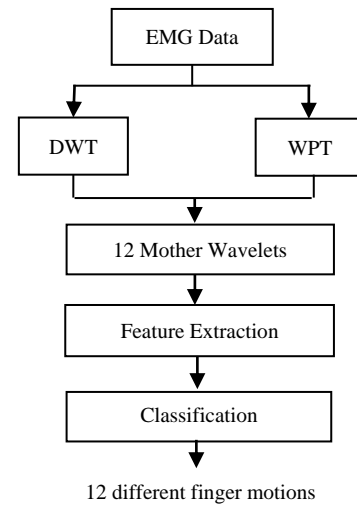 EMG Data
DWT
WPT
12 Mother Wavelets
Feature Extraction
Classification
12 different finger motions